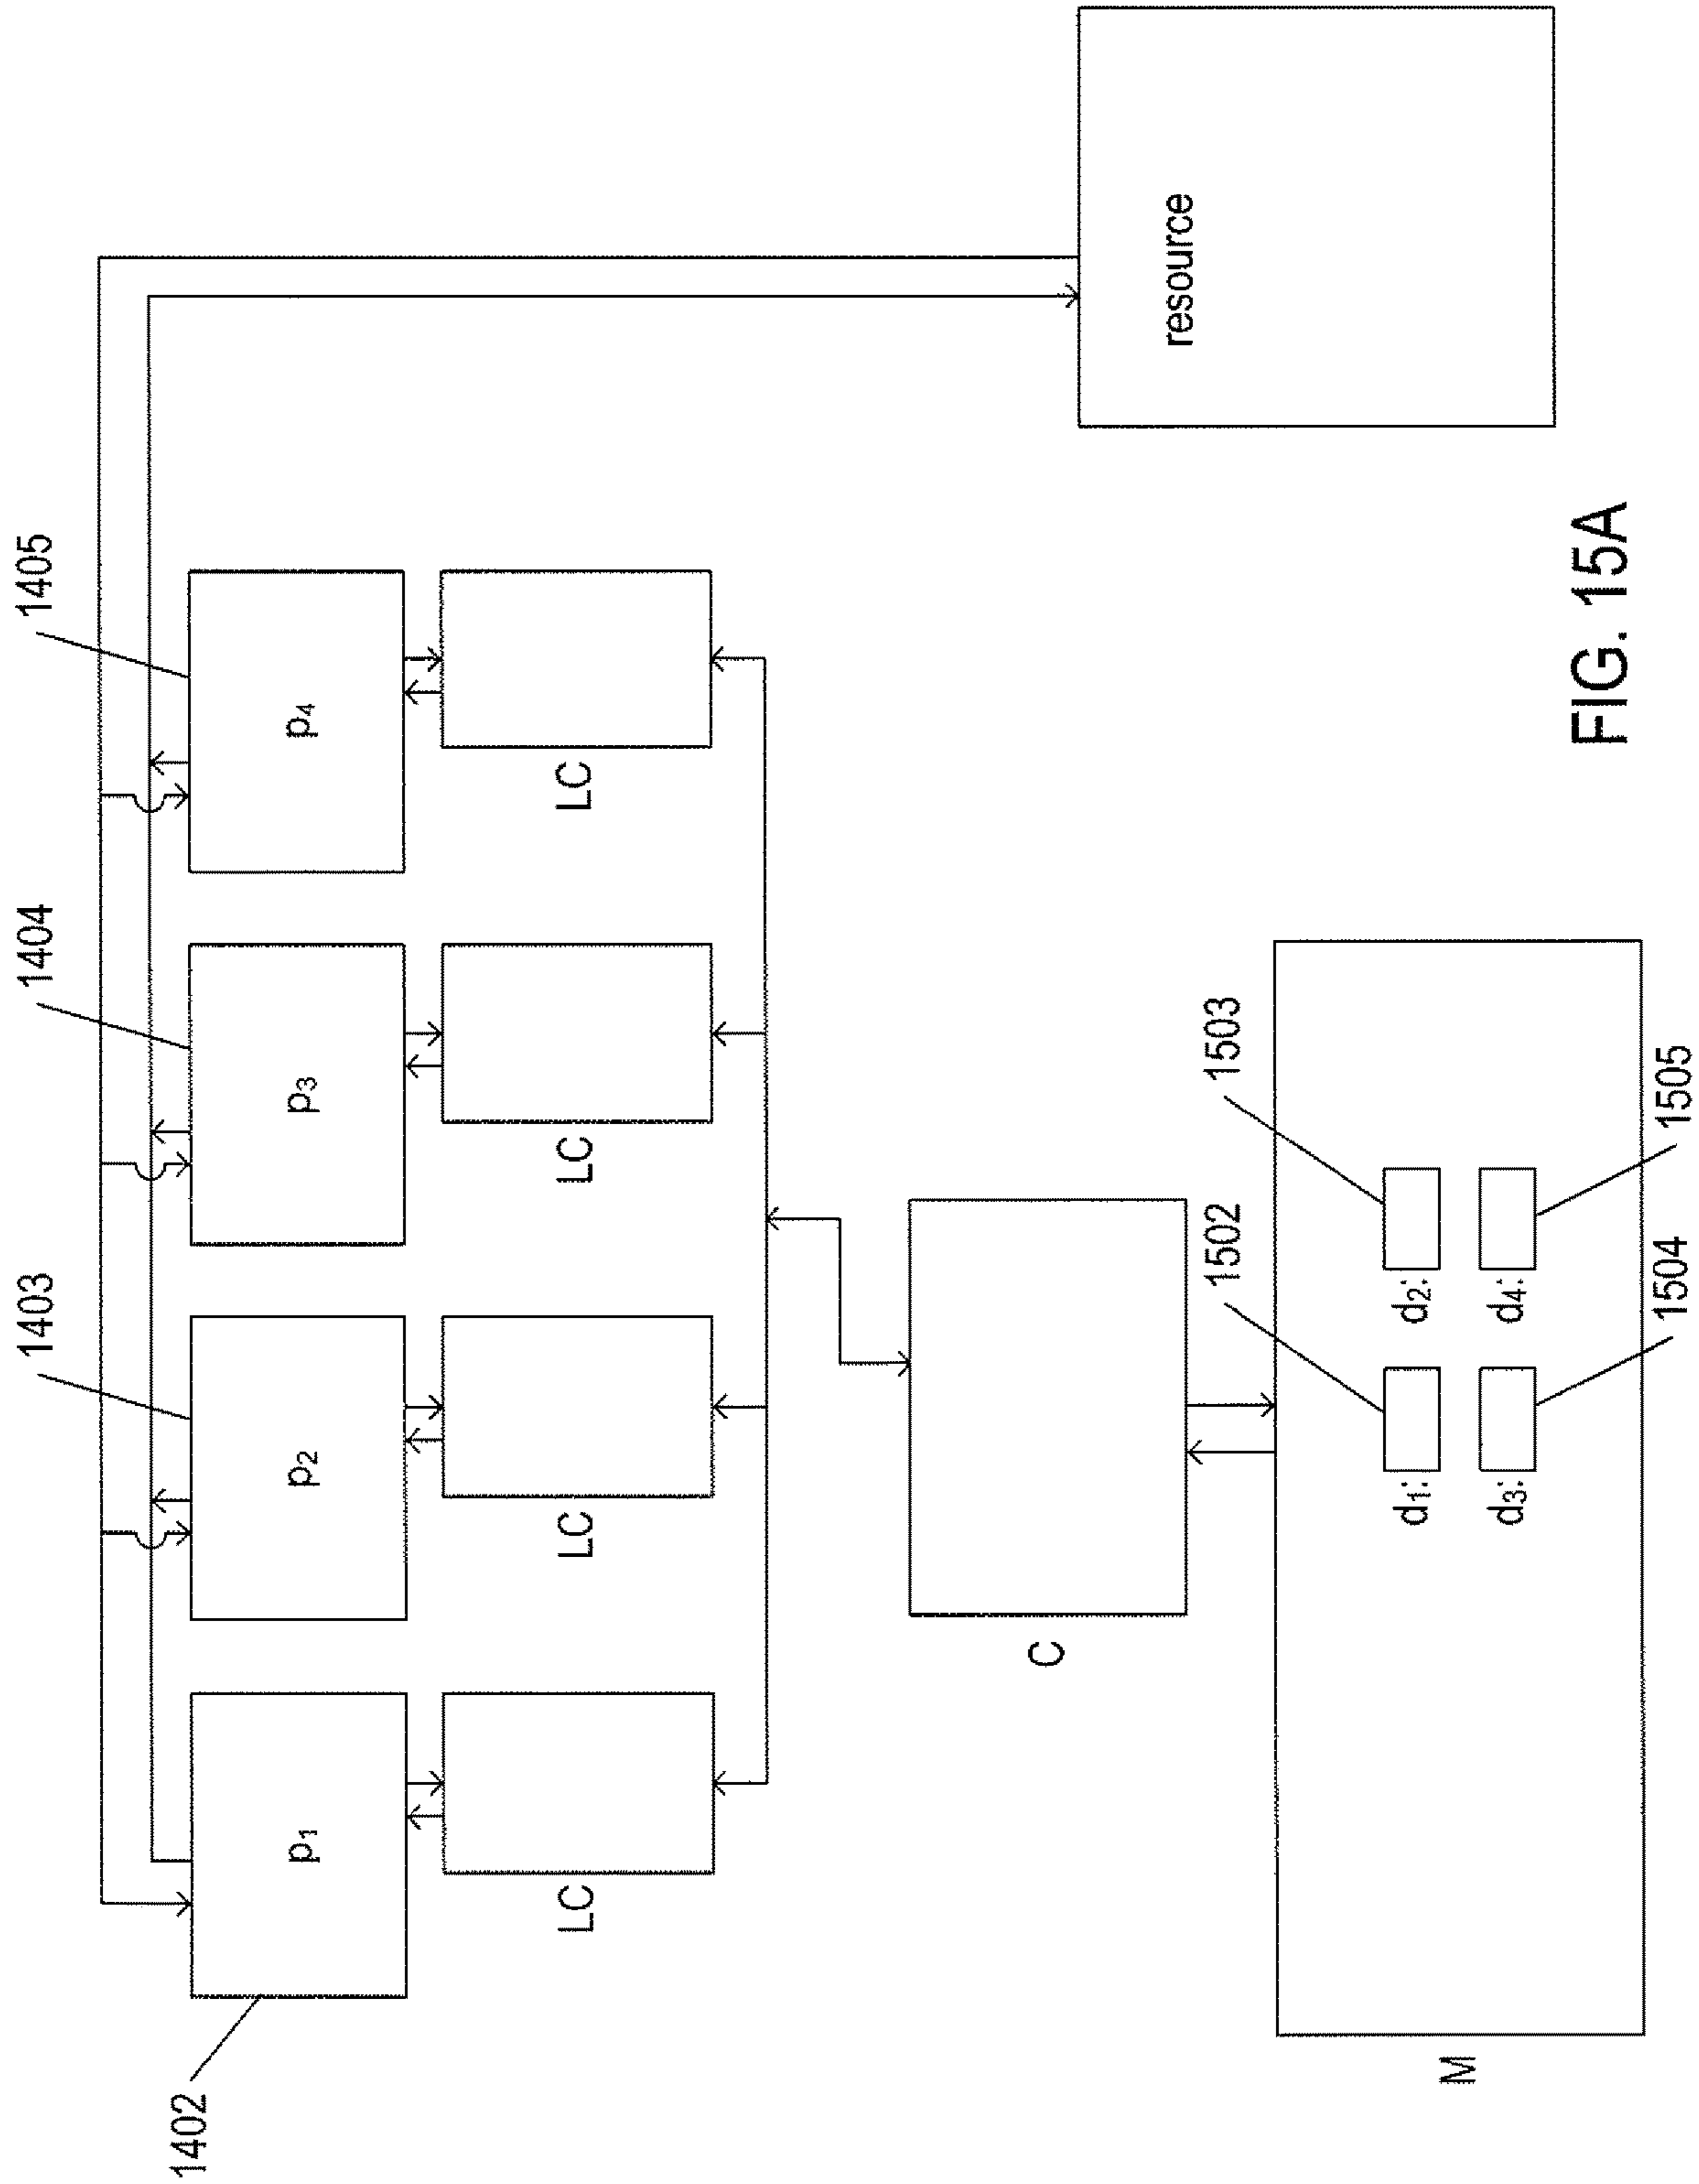 1402
1403
1404
1405
p1
p2
p3
p4
LC
LC
LC
LC
resource
C
1502
1503
M
d1:
d2:
d3:
d4:
1504
1505
FIG. 15A